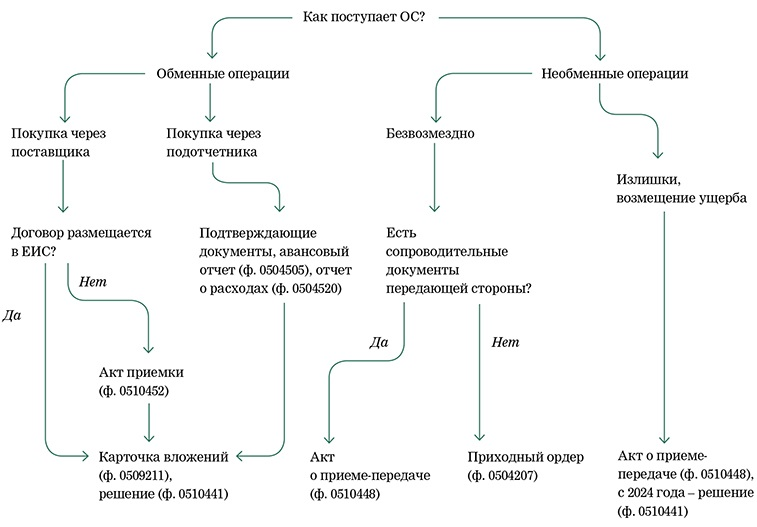 Как поступает ОС?
Обменные операции
Необменные операции
Покупка через
поставщика
Покупка через
подотчетника
Безвозмездно
Излишки,
возмещение ущерба
Договор размещается
в ЕИС?
Подтверждающие
документы, авансовый
отчет (ф. 0504505), отчет
о расходах (ф. 0504520)
Есть
сопроводительные
документы
передающей стороны?
Нет
Да
Да
Нет
Акт приемки
(ф. 0510452)
Карточка вложений
(ф. 0509211),
решение (ф. 0510441)
Акт
о приеме-передаче
(ф. 0510448)
Приходный ордер
(ф. 0504207)
Акт о приеме-
передаче (ф. 0510448),
с 2024 года – решение
(ф. 0510441)